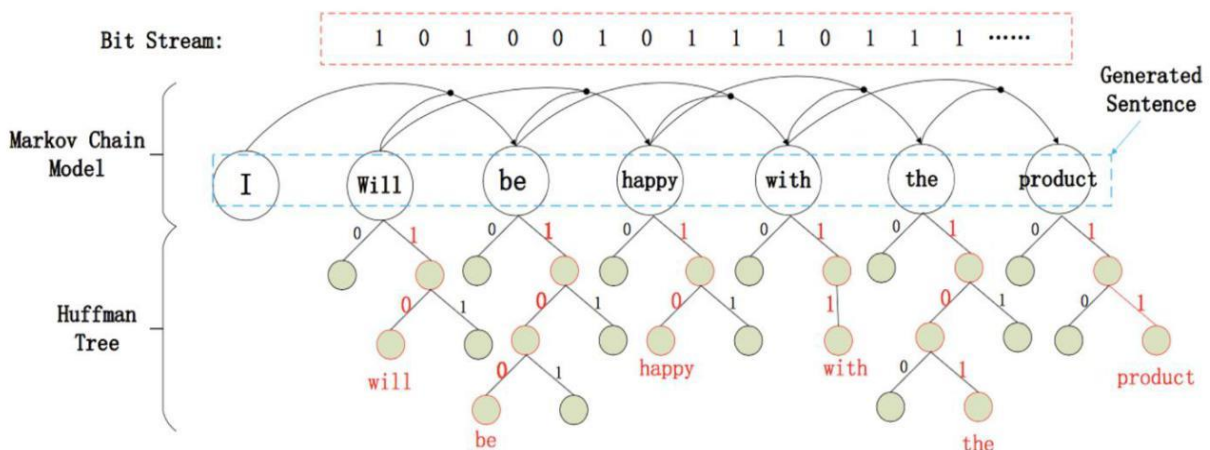 Bit Stream: 1 0 1 0 0 1 0 1 1 1 0 1 1 1 ······
Generated
Sentence
Markov Chain
Model
I Will be happy with the product
0 1 0 1 0 1 0 1 0 1 0 1
0 1 0 1 0 1 1 0 1 0 1
Huffman
Tree
will happy with product
0 1 0 1
be the